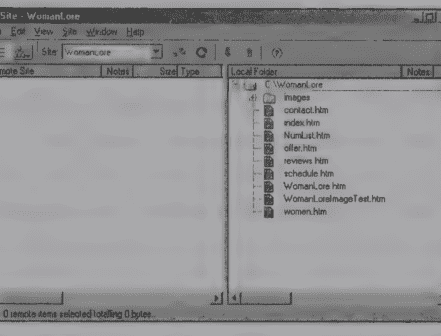 Site - WomanLore
Edit View Site Window Help
Site: WomanLore
mote Site Notes Size Type
Local Folder Notes
C:\WomanLore
images
contact.htm
index.htm
NumList.htm
offer.htm
reviews.htm
schedule.htm
WomanLore.htm
WomanLoreImageTest.htm
women.htm
0 remote items selected totalling 0 bytes.